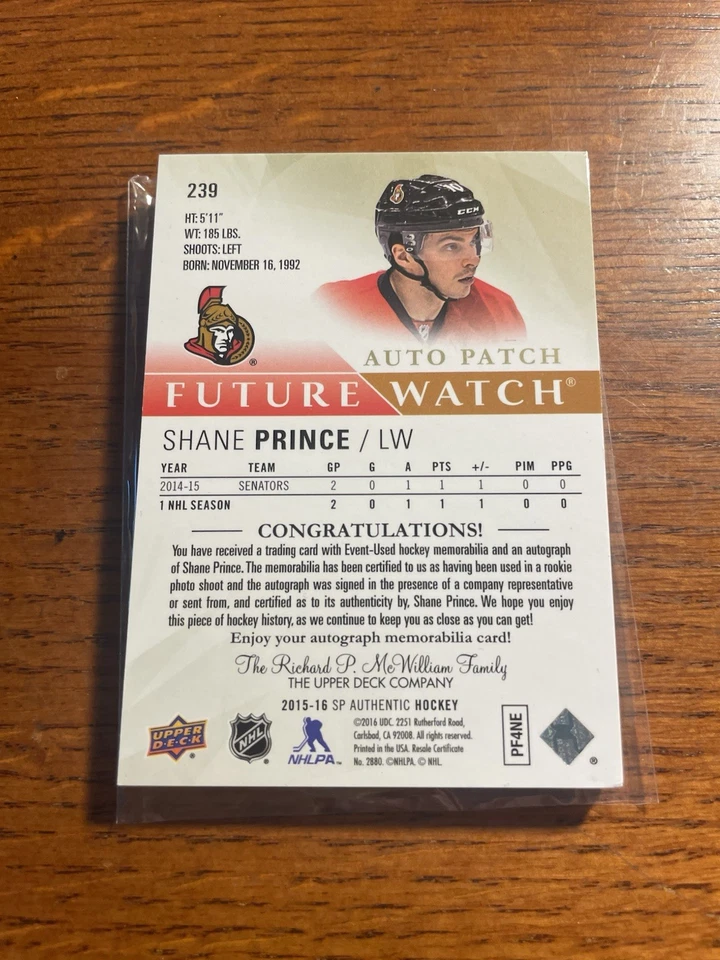 239
HT: 5'11"
WT: 185 LBS.
SHOOTS: LEFT
BORN: NOVEMBER 16, 1992
10
CCM
®
AUTO PATCH
FUTURE WATCH®
SHANE PRINCE / LW
YEAR TEAM GP G A PTS +/- PIM PPG
2014-15 SENATORS 2 0 1 1 1 0 0
1 NHL SEASON 2 0 1 1 1 0 0
CONGRATULATIONS!
You have received a trading card with Event-Used hockey memorabilia and an autograph
of Shane Prince. The memorabilia has been certified to us as having been used in a rookie
photo shoot and the autograph was signed in the presence of a company representative
or sent from, and certified as to its authenticity by, Shane Prince. We hope you enjoy
this piece of hockey history, as we continue to keep you as close as you can get!
Enjoy your autograph memorabilia card!
The Richard P. McWilliam Family
THE UPPER DECK COMPANY
2015-16 SP AUTHENTIC HOCKEY
UPPER DECK ®
NHL
NHLPA™
©2016 UDC. 2251 Rutherford Road,
Carlsbad, CA 92008. All rights reserved.
Printed in the USA. Resale Certificate
No. 2880. ©NHLPA. © NHL.
PF4NE
®